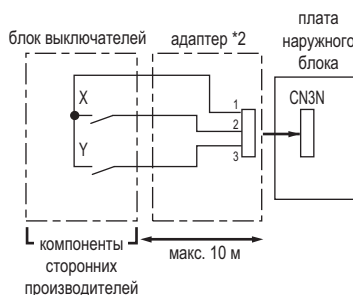 плата
наружного
блока
блок выключателей
адаптер *2
CN3N
X
1
2
Y
3
компоненты
сторонних
производителей
макс. 10 м